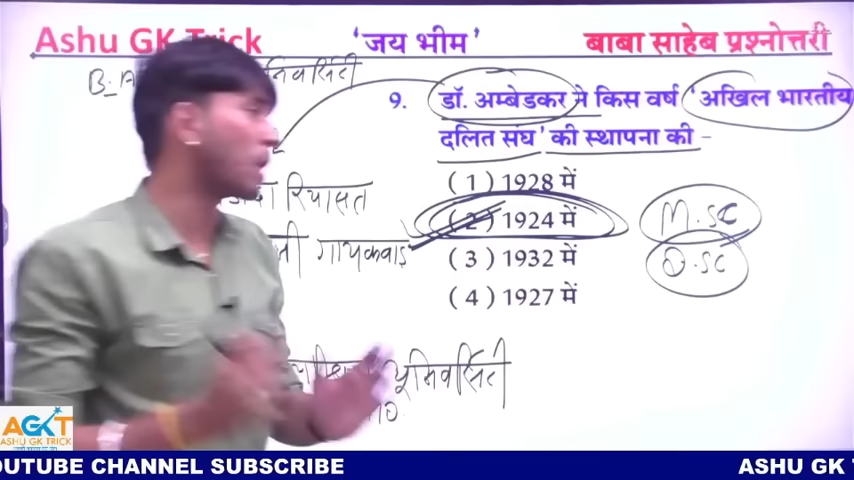 Ashu GK Trick 'जय भीम' बाबा साहेब प्रश्नोत्तरी
9. डॉ. अम्बेडकर ने किस वर्ष 'अखिल भारतीय
दलित संघ' की स्थापना की -
(1) 1928 में
(2) 1924 में
(3) 1932 में
(4) 1927 में
M.SC
D.SC
रियासत
गायकवाड़
यूनिवर्सिटी
AGKT
ASHU GK TRICK
OUTUBE CHANNEL SUBSCRIBE ASHU GK